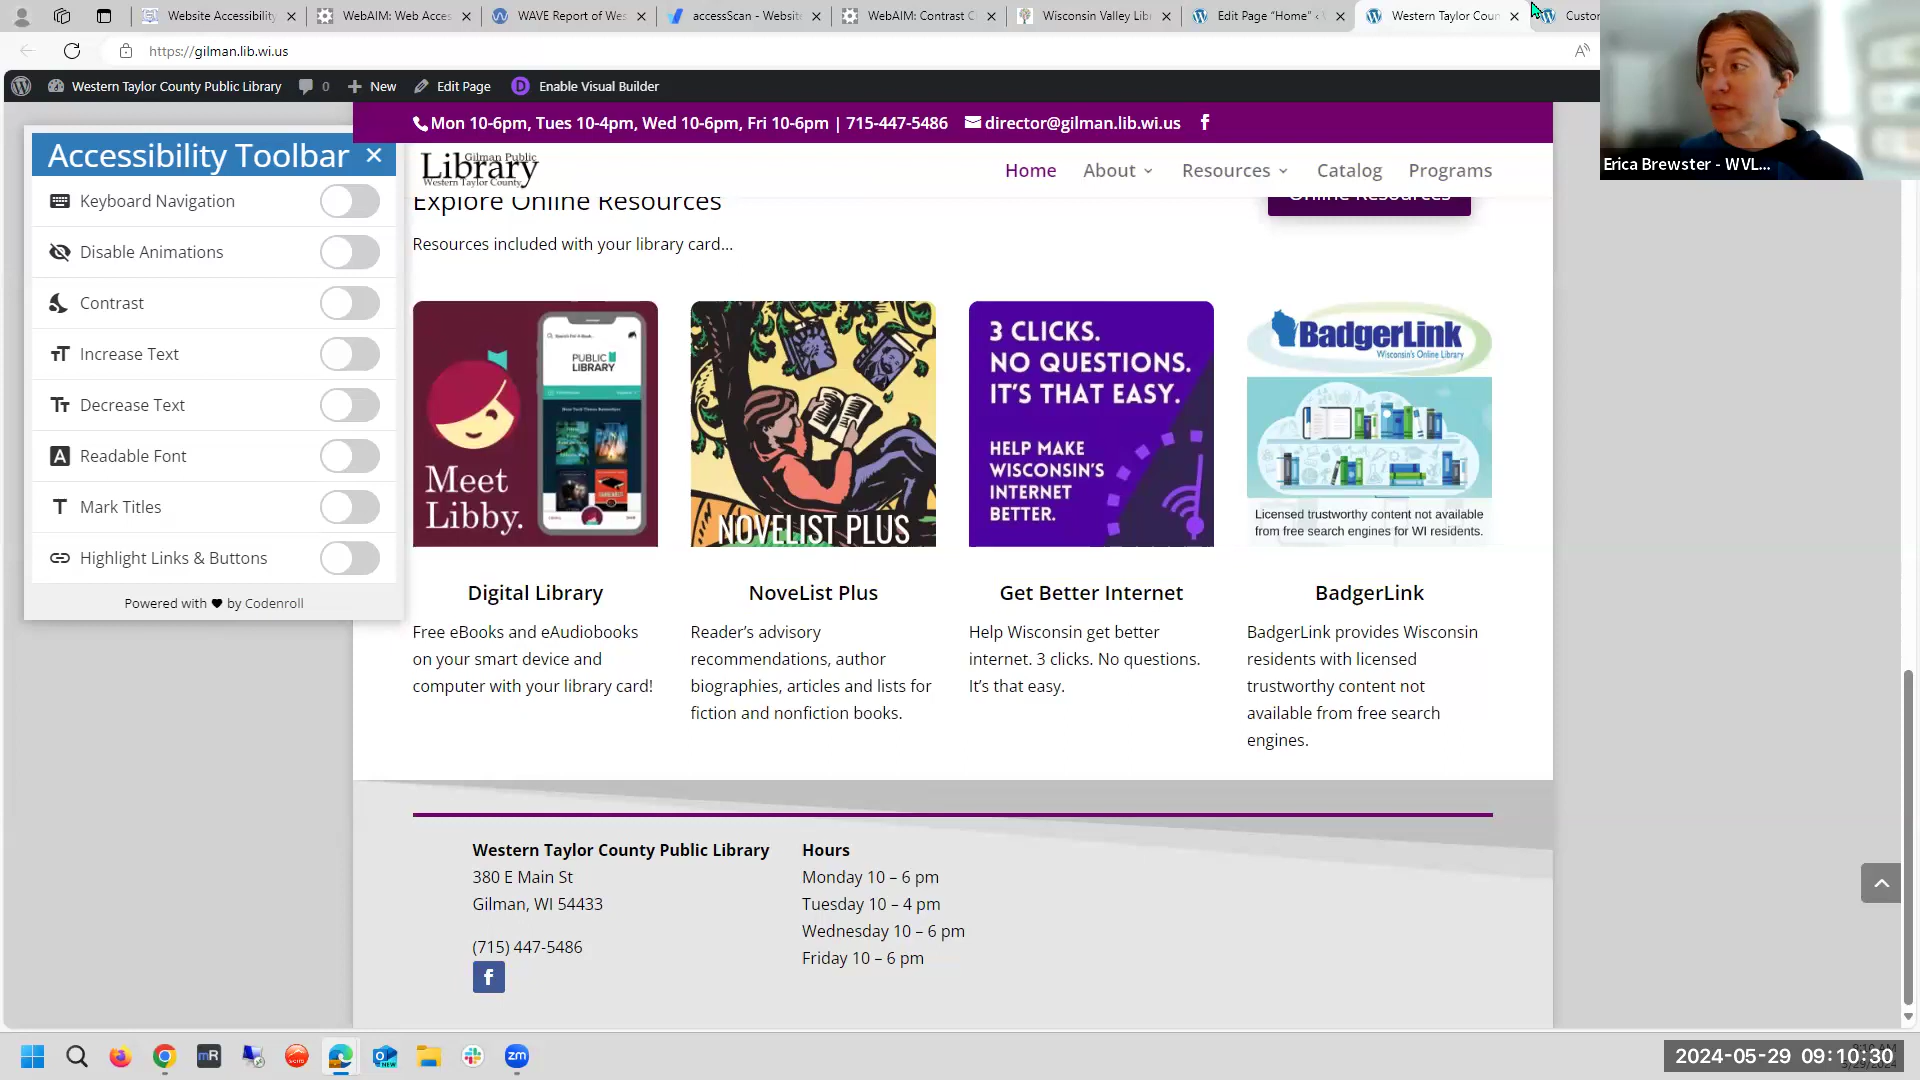 Website Accessibility
WebAIM: Web Acces
WAVE Report of Wes
accessScan - Websit
WebAIM: Contrast C
Wisconsin Valley Lib
Edit Page "Home" ‹
Western Taylor Coun
Custo
https://gilman.lib.wi.us
Western Taylor County Public Library
0
New
Edit Page
Enable Visual Builder
Erica Brewster - WVL...
Mon 10-6pm, Tues 10-4pm, Wed 10-6pm, Fri 10-6pm | 715-447-5486
director@gilman.lib.wi.us
Accessibility Toolbar
Keyboard Navigation
Disable Animations
Contrast
Increase Text
Decrease Text
Readable Font
Mark Titles
Highlight Links & Buttons
Powered with by Codenroll
Gilman Public
Library
Western Taylor County
Home
About
Resources
Catalog
Programs
Explore Online Resources
Online Resources
Resources included with your library card...
PUBLIC
LIBRARY
Meet
Libby.
NOVELIST PLUS
3 CLICKS.
NO QUESTIONS.
IT'S THAT EASY.
HELP MAKE
WISCONSIN'S
INTERNET
BETTER.
BadgerLink
Wisconsin's Online Library
Licensed trustworthy content not available
from free search engines for WI residents.
Digital Library
Free eBooks and eAudiobooks
on your smart device and
computer with your library card!
NoveList Plus
Reader's advisory
recommendations, author
biographies, articles and lists for
fiction and nonfiction books.
Get Better Internet
Help Wisconsin get better
internet. 3 clicks. No questions.
It's that easy.
BadgerLink
BadgerLink provides Wisconsin
residents with licensed
trustworthy content not
available from free search
engines.
Western Taylor County Public Library
380 E Main St
Gilman, WI 54433
(715) 447-5486
Hours
Monday 10 – 6 pm
Tuesday 10 – 4 pm
Wednesday 10 – 6 pm
Friday 10 – 6 pm
mR
NEW
zm
2024-05-29 09:10:30